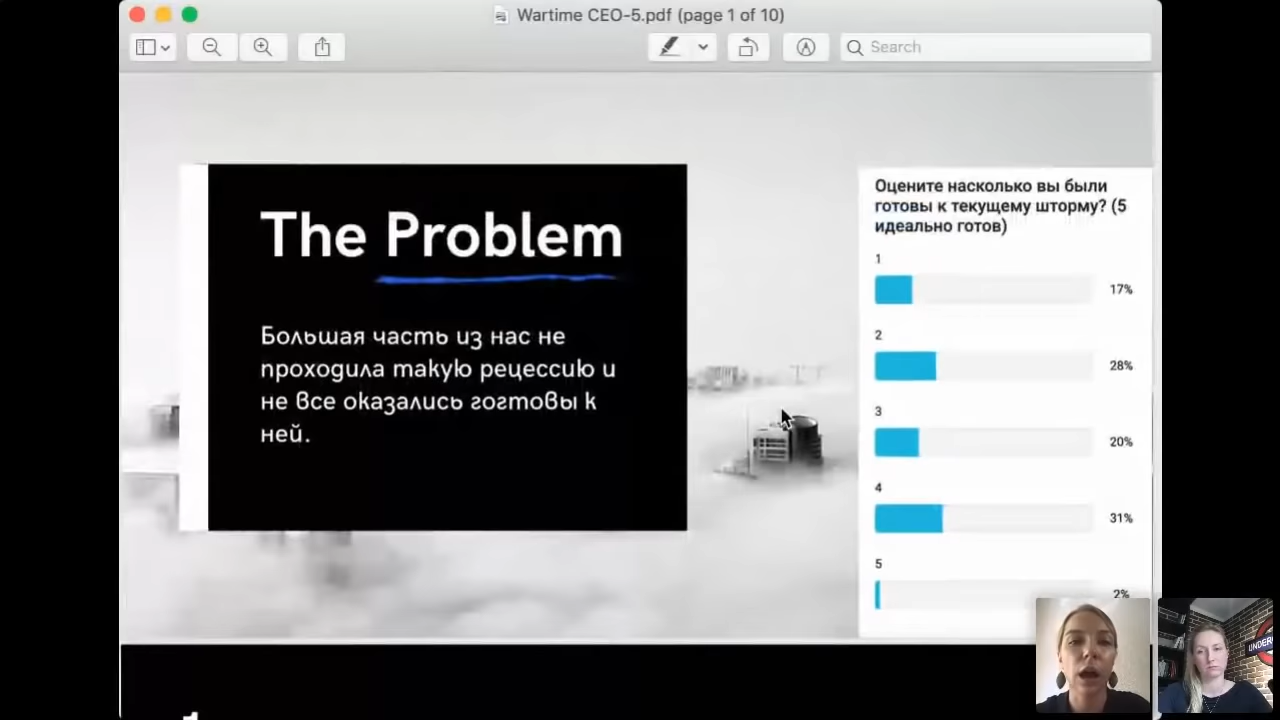 Wartime CEO-5.pdf (page 1 of 10)
Search
The Problem
Большая часть из нас не
проходила такую рецессию и
не все оказались гогтовы к
ней.
Оцените насколько вы были
готовы к текущему шторму? (5
идеально готов)
1
17%
2
28%
3
20%
4
31%
5
2%
UNDER